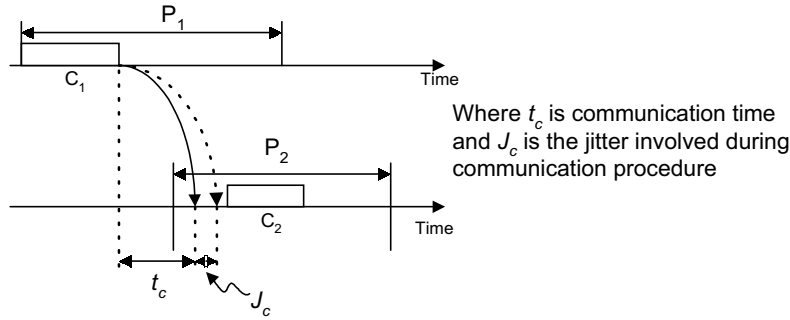 P1
C1
Time
Where tc is communication time
and Jc is the jitter involved during
communication procedure
P2
C2
Time
tc
Jc